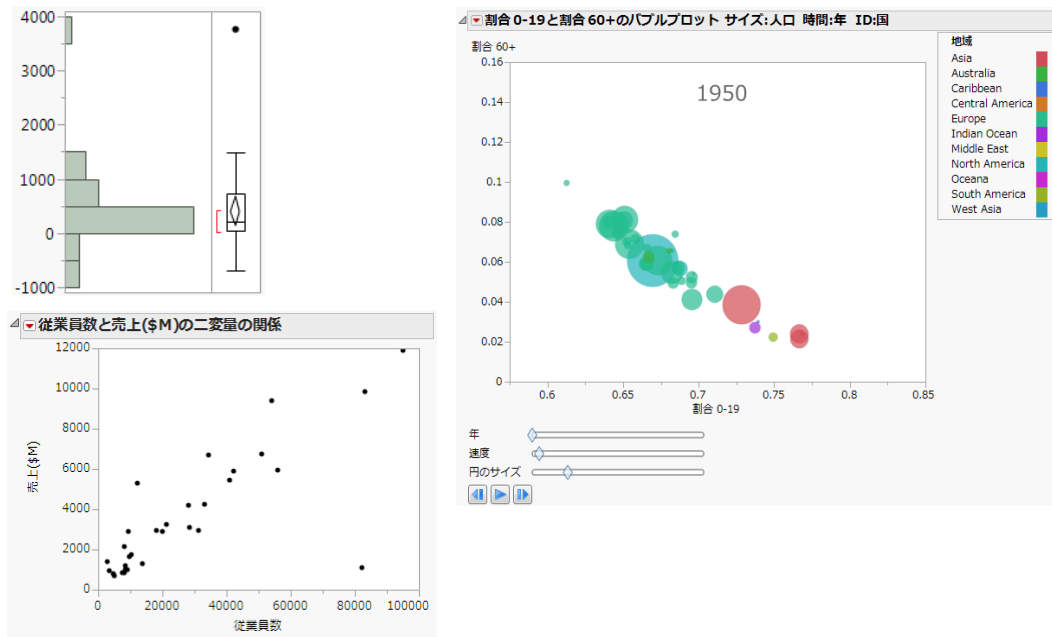 4000
3000
2000
1000
0
-1000
従業員数と売上($M)の二変量の関係
売上($M)
12000
10000
8000
6000
4000
2000
0
0 20000 40000 60000 80000 100000
従業員数
割合 0-19と割合 60+のバブルプロット サイズ:人口 時間:年 ID:国
割合 60+
0.16
0.14
0.12
0.1
0.08
0.06
0.04
0.02
0
1950
0.6 0.65 0.7 0.75 0.8 0.85
割合 0-19
年
速度
円のサイズ
地域
Asia
Australia
Caribbean
Central America
Europe
Indian Ocean
Middle East
North America
Oceana
South America
West Asia